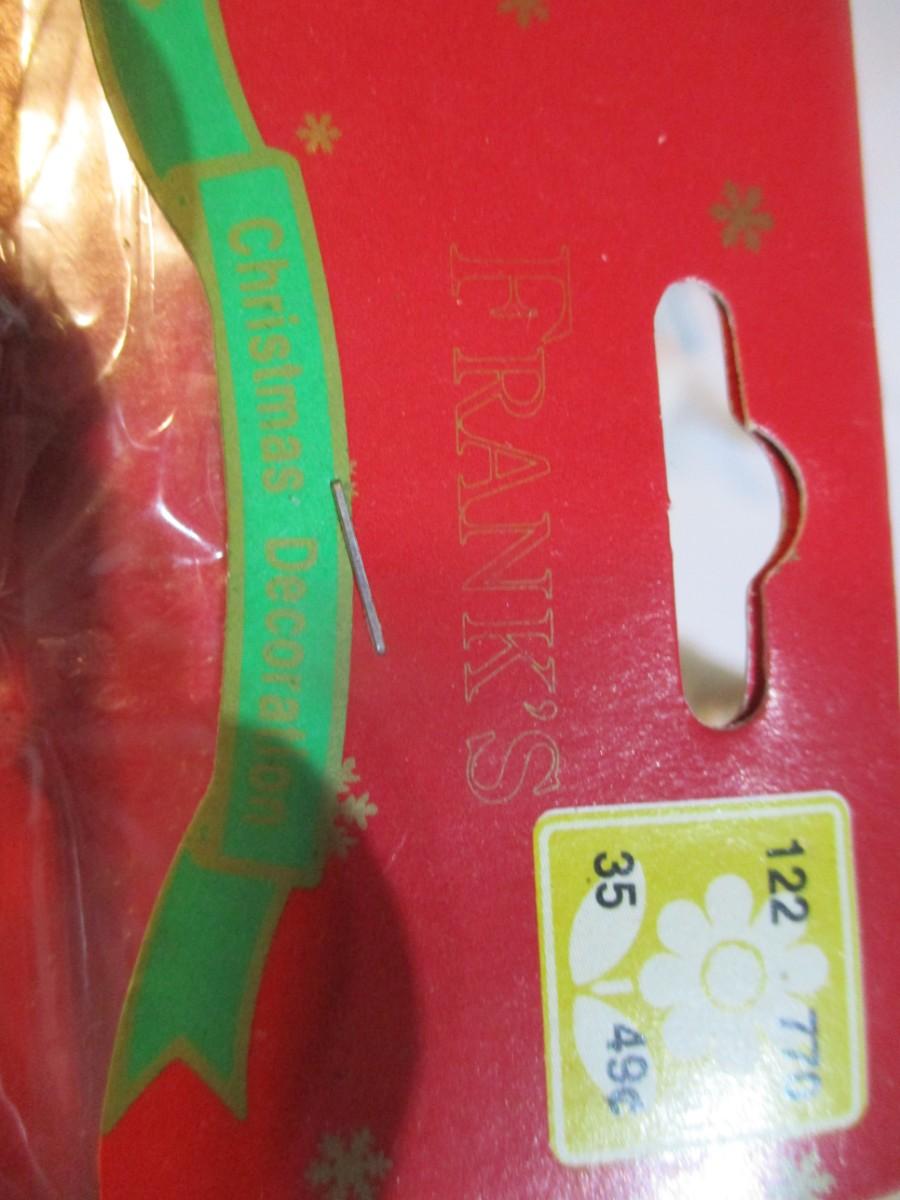 FRANK'S
Christmas Decoration
122 770
35 49¢